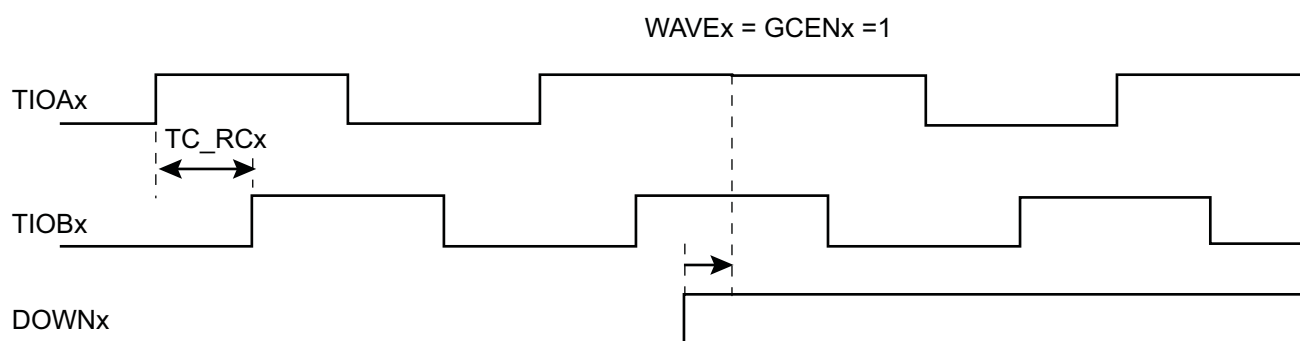 WAVEx = GCENx =1
TIOAx
TC_RCx
TIOBx
DOWNx